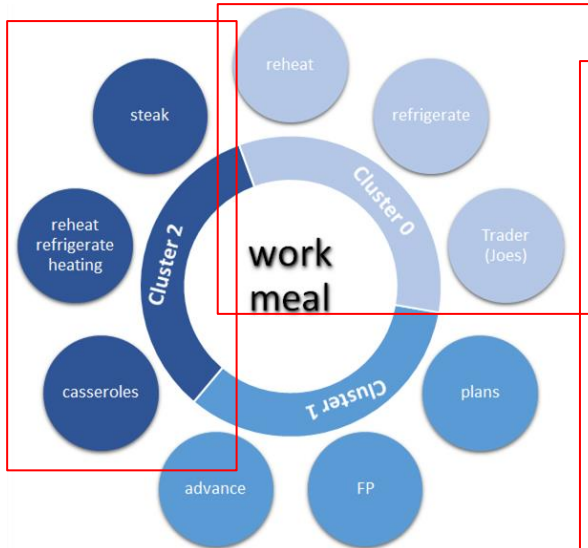 reheat
refrigerate
Trader
(Joes)
plans
FP
advance
casseroles
reheat
refrigerate
heating
steak
Cluster 0
Cluster 1
Cluster 2
work
meal